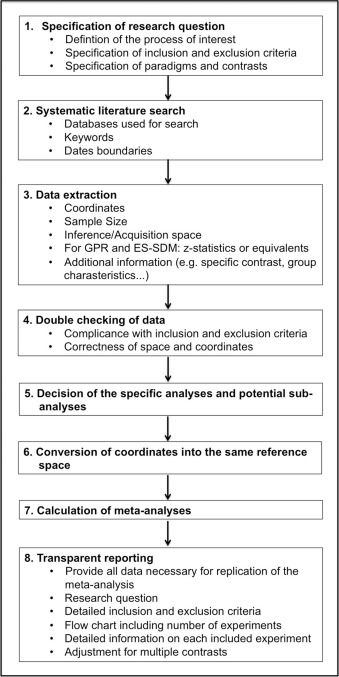 1. Specification of research question
• Defintion of the process of interest
• Specification of inclusion and exclusion criteria
• Specification of paradigms and contrasts
2. Systematic literature search
• Databases used for search
• Keywords
• Dates boundaries
3. Data extraction
• Coordinates
• Sample Size
• Inference/Acquisition space
• For GPR and ES-SDM: z-statistics or equivalents
• Additional information (e.g. specific contrast, group
charasteristics...)
4. Double checking of data
• Complicance with inclusion and exclusion criteria
• Correctness of space and coordinates
5. Decision of the specific analyses and potential sub-
analyses
6. Conversion of coordinates into the same reference
space
7. Calculation of meta-analyses
8. Transparent reporting
• Provide all data necessary for replication of the
meta-analysis
• Research question
• Detailed inclusion and exclusion criteria
• Flow chart including number of experiments
• Detailed information on each included experiment
• Adjustment for multiple contrasts